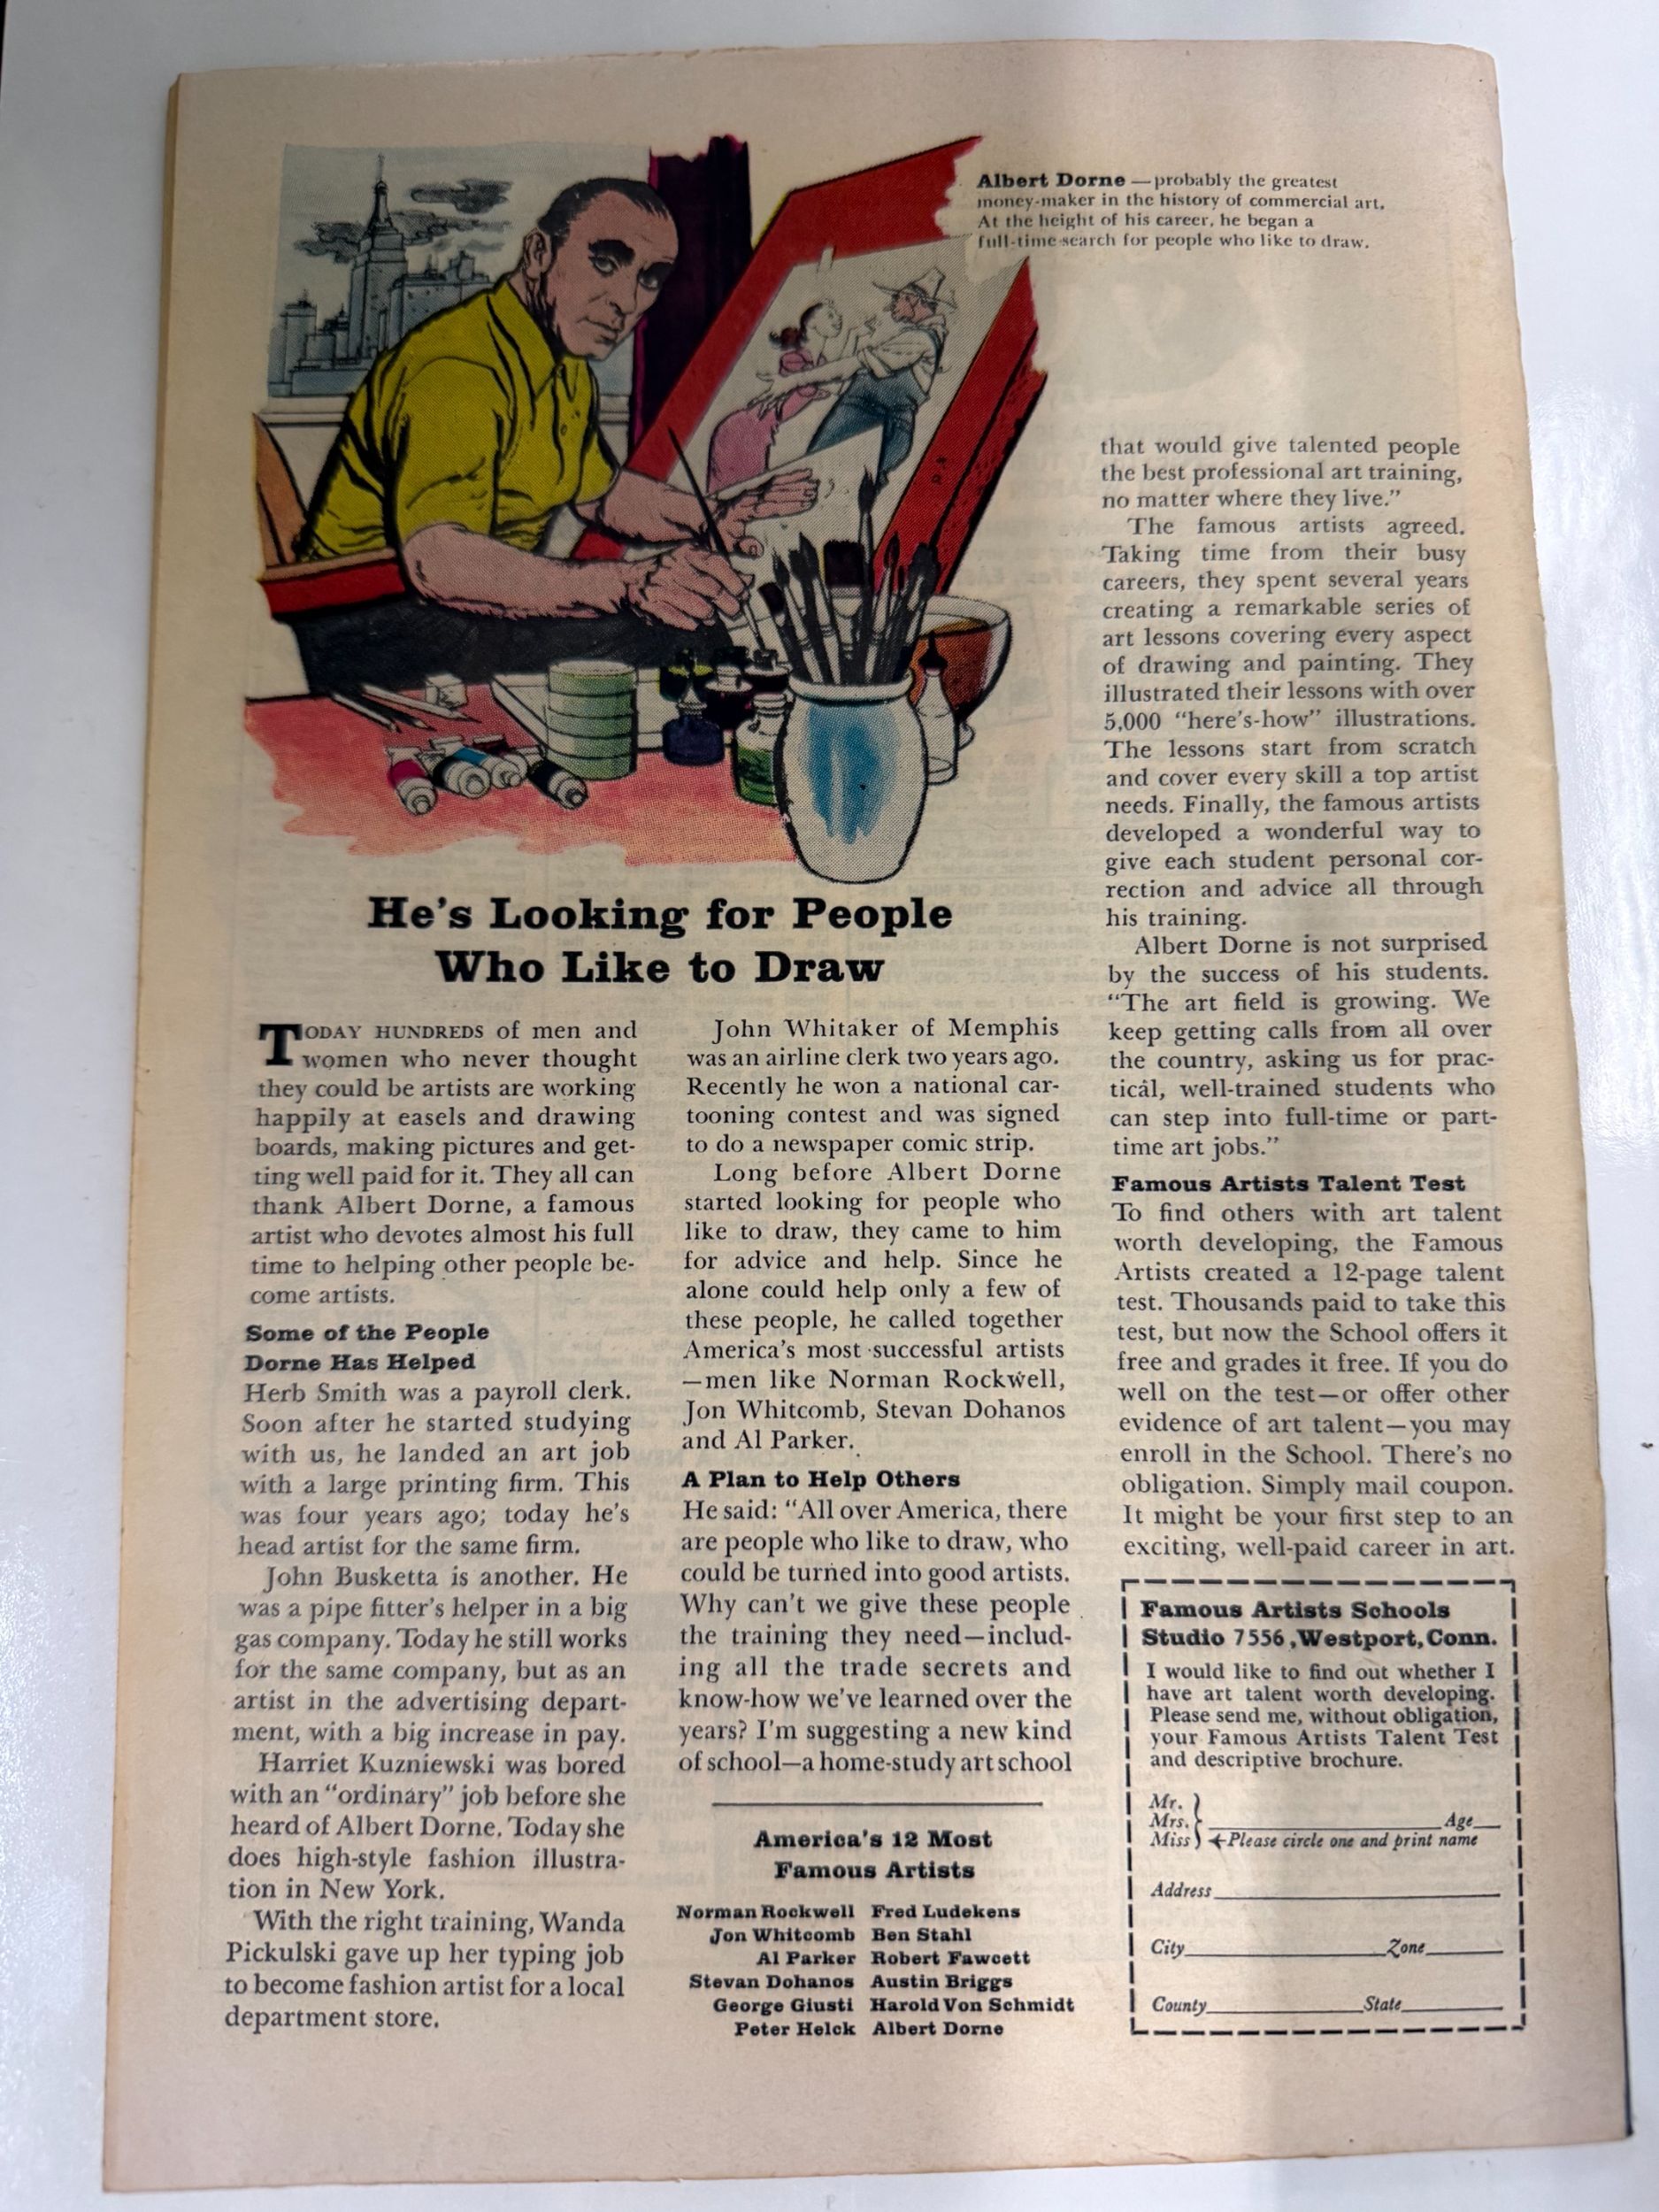 Albert Dorne — probably the greatest
money-maker in the history of commercial art.
At the height of his career, he began a
full-time search for people who like to draw.
He's Looking for People
Who Like to Draw
TODAY HUNDREDS of men and
women who never thought
they could be artists are working
happily at easels and drawing
boards, making pictures and get-
ting well paid for it. They all can
thank Albert Dorne, a famous
artist who devotes almost his full
time to helping other people be-
come artists.
Some of the People
Dorne Has Helped
Herb Smith was a payroll clerk.
Soon after he started studying
with us, he landed an art job
with a large printing firm. This
was four years ago; today he's
head artist for the same firm.
John Busketta is another. He
was a pipe fitter's helper in a big
gas company. Today he still works
for the same company, but as an
artist in the advertising depart-
ment, with a big increase in pay.
Harriet Kuzniewski was bored
with an "ordinary" job before she
heard of Albert Dorne. Today she
does high-style fashion illustra-
tion in New York.
With the right training, Wanda
Pickulski gave up her typing job
to become fashion artist for a local
department store.
John Whitaker of Memphis
was an airline clerk two years ago.
Recently he won a national car-
tooning contest and was signed
to do a newspaper comic strip.
Long before Albert Dorne
started looking for people who
like to draw, they came to him
for advice and help. Since he
alone could help only a few of
these people, he called together
America's most successful artists
—men like Norman Rockwell,
Jon Whitcomb, Stevan Dohanos
and Al Parker.
A Plan to Help Others
He said: "All over America, there
are people who like to draw, who
could be turned into good artists.
Why can't we give these people
the training they need—includ-
ing all the trade secrets and
know-how we've learned over the
years? I'm suggesting a new kind
of school—a home-study art school
America's 12 Most
Famous Artists
Norman Rockwell Fred Ludekens
Jon Whitcomb Ben Stahl
Al Parker Robert Fawcett
Stevan Dohanos Austin Briggs
George Giusti Harold Von Schmidt
Peter Helck Albert Dorne
that would give talented people
the best professional art training,
no matter where they live."
The famous artists agreed.
Taking time from their busy
careers, they spent several years
creating a remarkable series of
art lessons covering every aspect
of drawing and painting. They
illustrated their lessons with over
5,000 "here's-how" illustrations.
The lessons start from scratch
and cover every skill a top artist
needs. Finally, the famous artists
developed a wonderful way to
give each student personal cor-
rection and advice all through
his training.
Albert Dorne is not surprised
by the success of his students.
"The art field is growing. We
keep getting calls from all over
the country, asking us for prac-
tical, well-trained students who
can step into full-time or part-
time art jobs."
Famous Artists Talent Test
To find others with art talent
worth developing, the Famous
Artists created a 12-page talent
test. Thousands paid to take this
test, but now the School offers it
free and grades it free. If you do
well on the test—or offer other
evidence of art talent—you may
enroll in the School. There's no
obligation. Simply mail coupon.
It might be your first step to an
exciting, well-paid career in art.
Famous Artists Schools
Studio 7556, Westport, Conn.
I would like to find out whether I
have art talent worth developing.
Please send me, without obligation,
your Famous Artists Talent Test
and descriptive brochure.
Mr.
Mrs. Age
Miss ←Please circle one and print name
Address
City Zone
County State